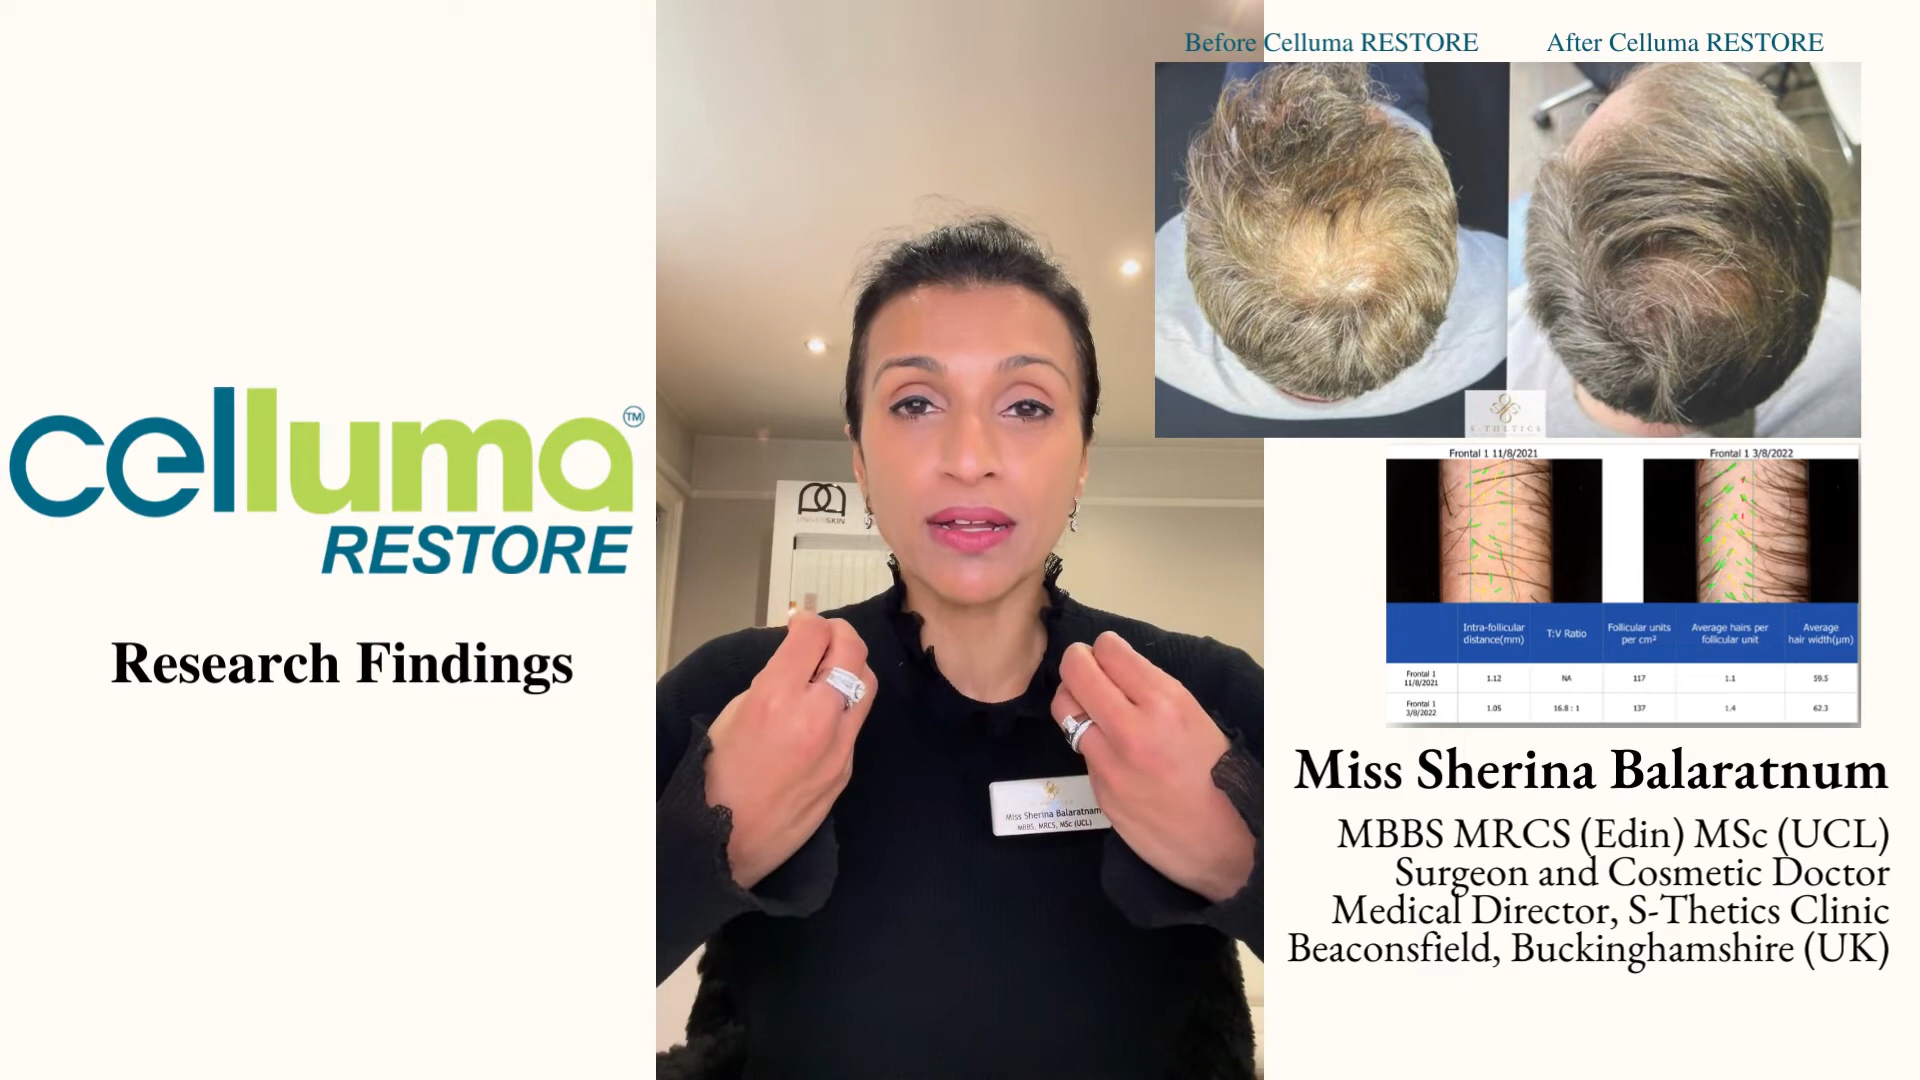 celluma™
RESTORE
Research Findings
UNIVERSKIN
Miss Sherina Balaratnam
MBBS, MRCS, MSc (UCL)
Before Celluma RESTORE After Celluma RESTORE
S-THETICS
Frontal 1 11/8/2021 Frontal 1 3/8/2022
Intra-follicular distance(mm) T:V Ratio Follicular units per cm² Average hairs per follicular unit Average hair width(µm)
Frontal 1 11/8/2021 1.12 NA 117 1.1 59.5
Frontal 1 3/8/2022 1.05 16.8 : 1 137 1.4 62.3
Miss Sherina Balaratnum
MBBS MRCS (Edin) MSc (UCL)
Surgeon and Cosmetic Doctor
Medical Director, S-Thetics Clinic
Beaconsfield, Buckinghamshire (UK)